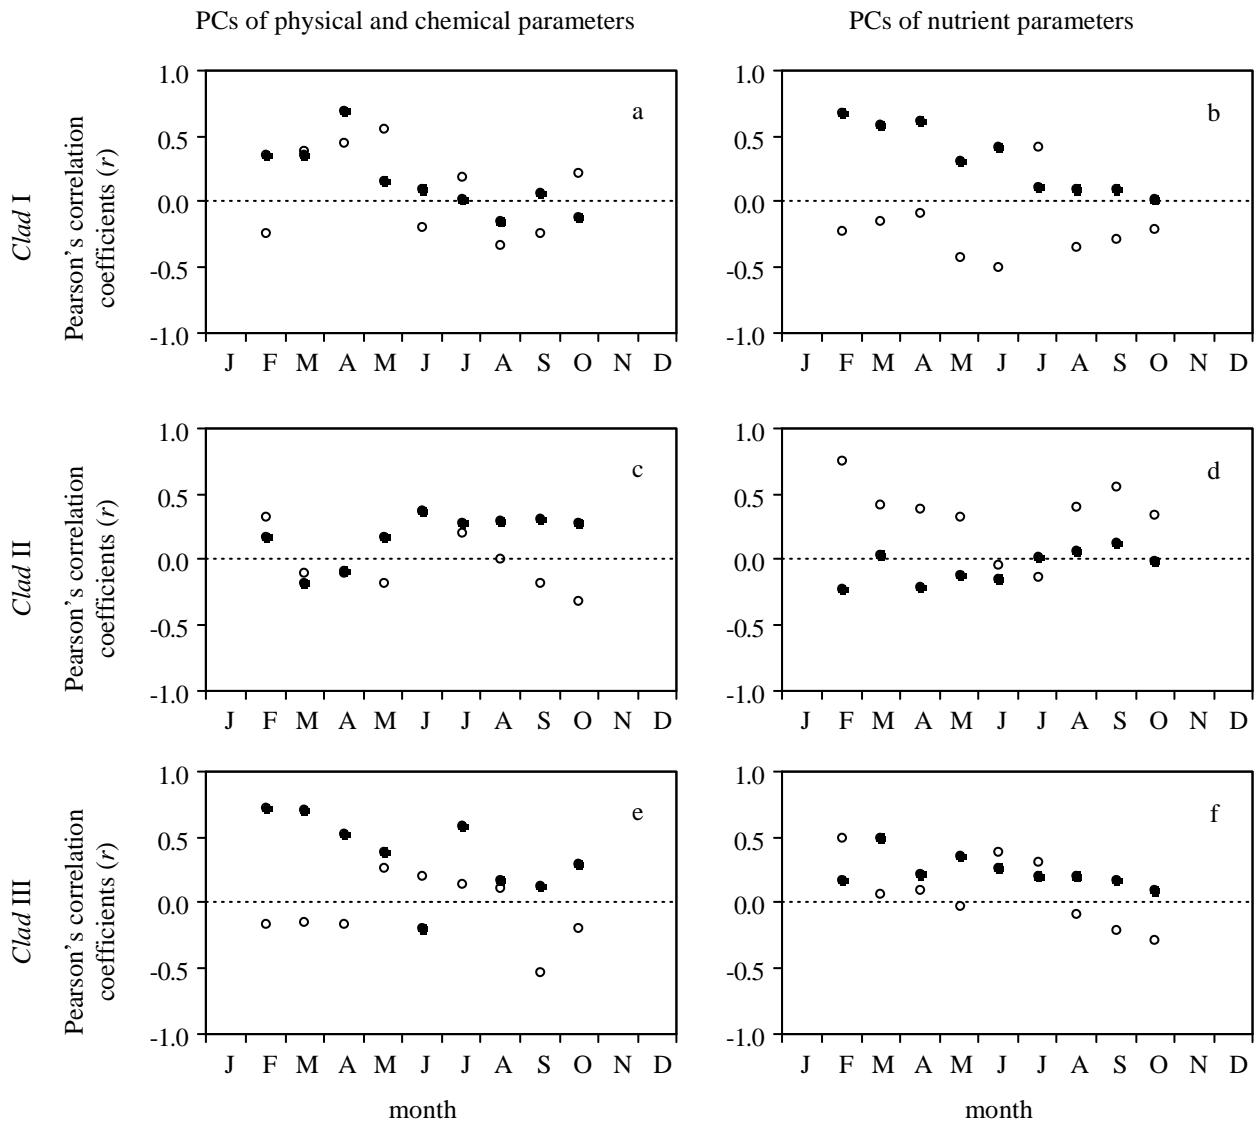 PCs of physical and chemical parameters PCs of nutrient parameters
Clad I
Pearson's correlation
coefficients (r)
1.0
0.5
0.0
-0.5
-1.0
a
J F M A M J J A S O N D
1.0
0.5
0.0
-0.5
-1.0
b
J F M A M J J A S O N D
Clad II
Pearson's correlation
coefficients (r)
1.0
0.5
0.0
-0.5
-1.0
c
J F M A M J J A S O N D
1.0
0.5
0.0
-0.5
-1.0
d
J F M A M J J A S O N D
Clad III
Pearson's correlation
coefficients (r)
1.0
0.5
0.0
-0.5
-1.0
e
J F M A M J J A S O N D
month
1.0
0.5
0.0
-0.5
-1.0
f
J F M A M J J A S O N D
month